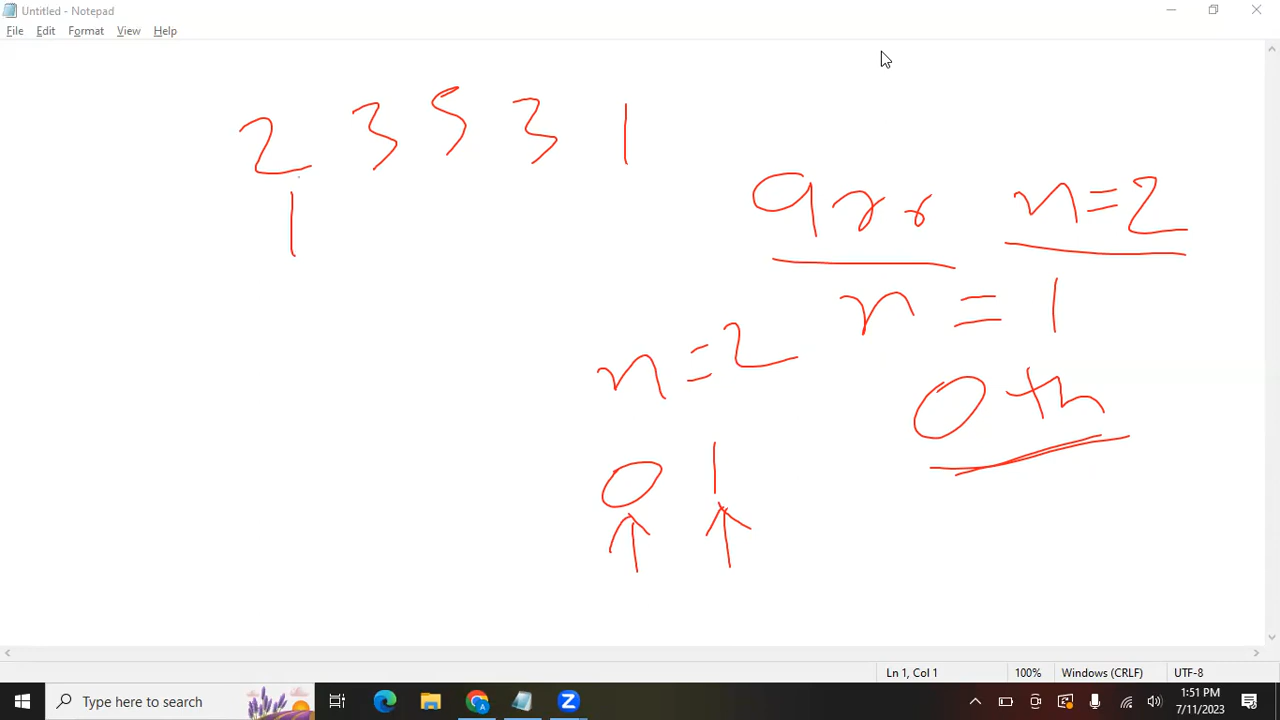 Untitled - Notepad
File Edit Format View Help
2 3 5 3 1
1
arr n=2
n = 1
n=2
0th
0 1
Ln 1, Col 1 100% Windows (CRLF) UTF-8
Type here to search
1:51 PM
7/11/2023